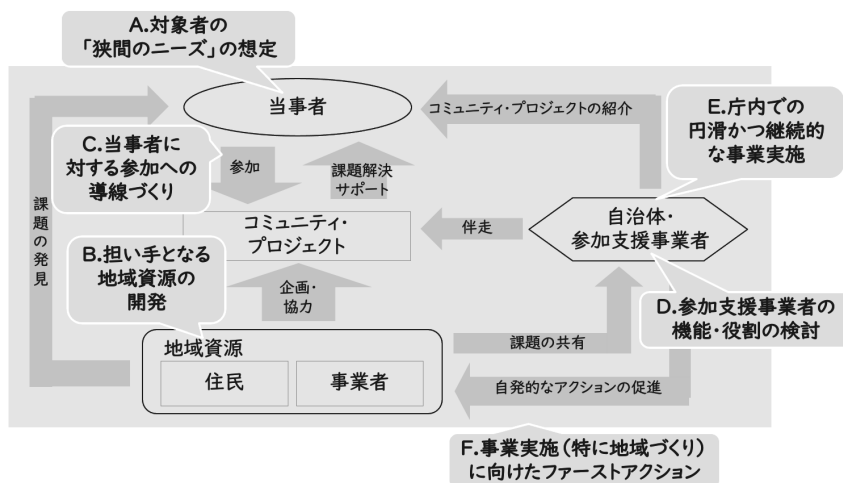 A.対象者の
「狭間のニーズ」の想定
当事者
コミュニティ・プロジェクトの紹介
E.庁内での
円滑かつ継続的
な事業実施
C.当事者に
対する参加への
導線づくり
参加
課題解決
サポート
課題の発見
コミュニティ・
プロジェクト
伴走
自治体・
参加支援事業者
B.担い手となる
地域資源の
開発
企画・
協力
D.参加支援事業者の
機能・役割の検討
地域資源
住民
事業者
課題の共有
自発的なアクションの促進
F.事業実施(特に地域づくり)
に向けたファーストアクション